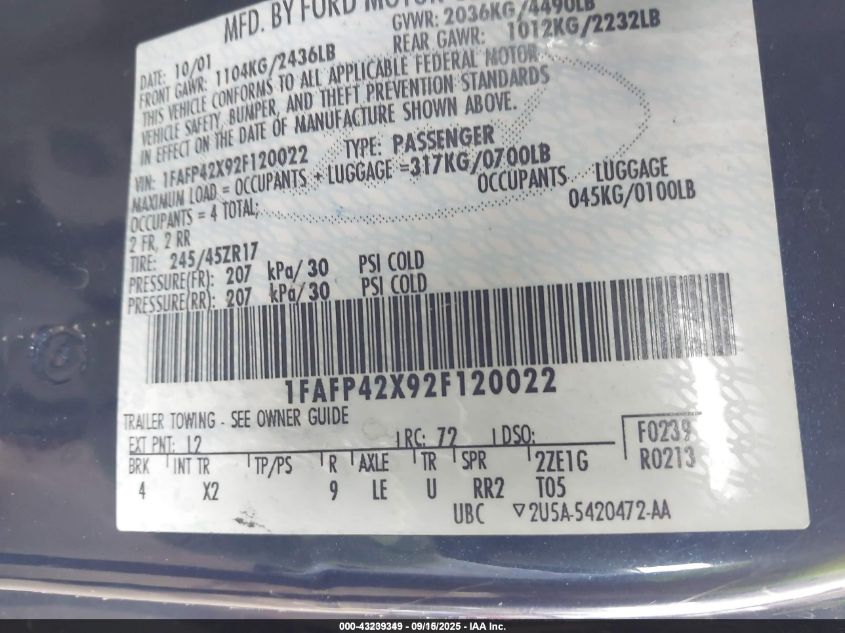 MFD. BY FORD MOTOR
GVWR: 2036KG/4490LB
DATE: 10/01
REAR GAWR: 1012KG/2232LB
FRONT GAWR: 1104KG/2436LB
THIS VEHICLE CONFORMS TO ALL APPLICABLE FEDERAL MOTOR
VEHICLE SAFETY, BUMPER, AND THEFT PREVENTION STANDARDS
IN EFFECT ON THE DATE OF MANUFACTURE SHOWN ABOVE.
VIN: 1FAFP42X92F120022 TYPE: PASSENGER
MAXIMUM LOAD = OCCUPANTS + LUGGAGE =317KG/0700LB
OCCUPANTS = 4 TOTAL; OCCUPANTS LUGGAGE
2 FR, 2 RR 045KG/0100LB
TIRE: 245/45ZR17
PRESSURE(FR): 207 kPa/30 PSI COLD
PRESSURE(RR): 207 kPa/30 PSI COLD
1FAFP42X92F120022
TRAILER TOWING - SEE OWNER GUIDE
EXT PNT: 12 RC: 72 DSO: F0239
BRK INT TR TP/PS R AXLE TR SPR 2ZE1G R0213
4 X2 9 LE U RR2 T05
UBC 2U5A-5420472-AA
000-43239349 - 09/16/2025 - IAA Inc.